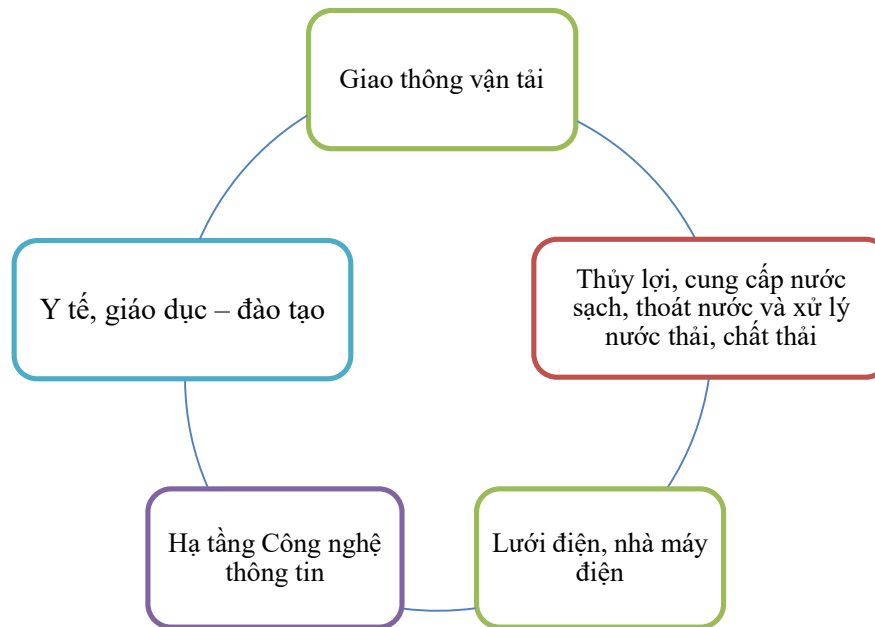 Giao thông vận tải
Thủy lợi, cung cấp nước
sạch, thoát nước và xử lý
nước thải, chất thải
Lưới điện, nhà máy
điện
Hạ tầng Công nghệ
thông tin
Y tế, giáo dục – đào tạo